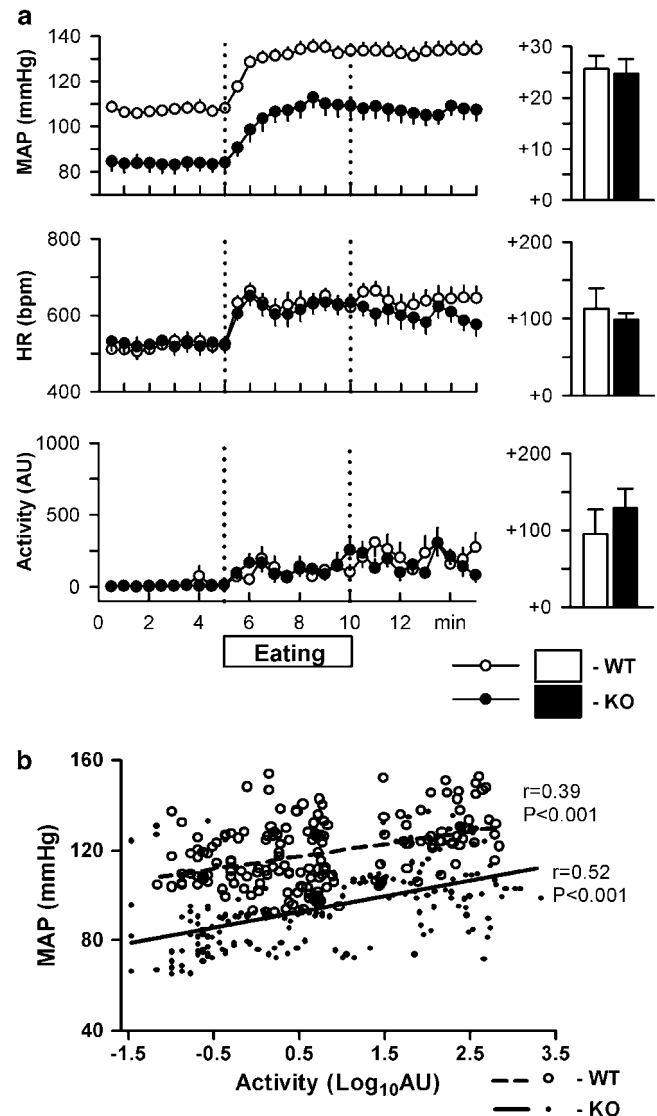 a
MAP (mmHg)
140
120
100
80
+30
+20
+10
+0
HR (bpm)
800
600
400
+200
+100
+0
Activity (AU)
1000
500
0
+200
+100
+0
0 2 4 6 8 10 12 min
Eating
- WT
- KO
b
MAP (mmHg)
160
120
80
40
r=0.39
P<0.001
r=0.52
P<0.001
-1.5 -0.5 0.5 1.5 2.5 3.5
Activity (Log10AU)
- WT
- KO